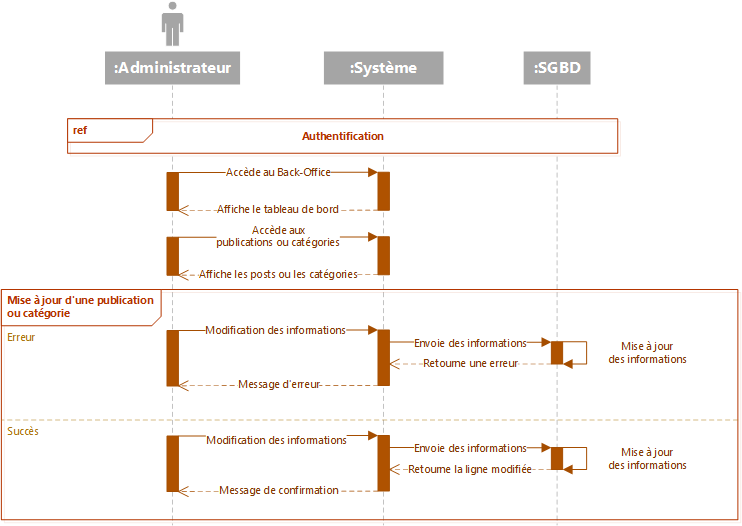 :Administrateur
:Système
:SGBD
ref
Authentification
Accède au Back-Office
Affiche le tableau de bord
Accède aux
publications ou catégories
Affiche les posts ou les catégories
Mise à jour d'une publication
ou catégorie
Erreur
Modification des informations
Envoie des informations
Mise à jour
des informations
Retourne une erreur
Message d'erreur
Succès
Modification des informations
Envoie des informations
Mise à jour
des informations
Retourne la ligne modifiée
Message de confirmation